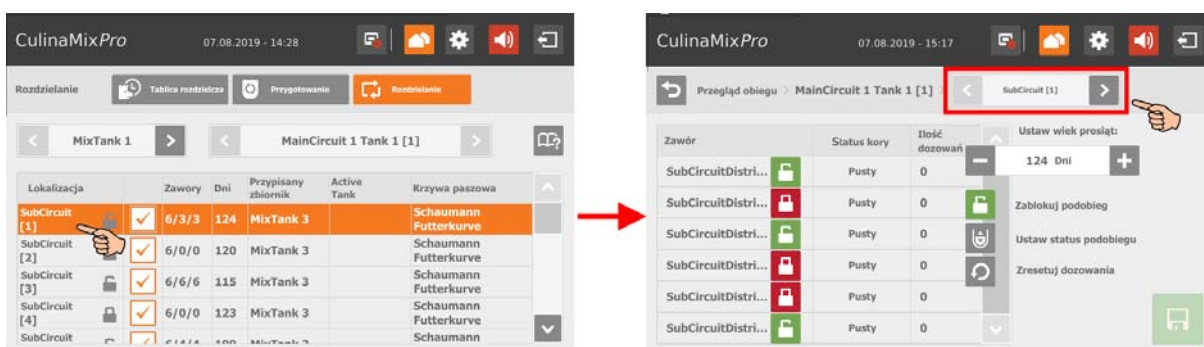 CulinaMixPro 07.08.2019 - 14:28
Rozdzielanie Tablica rozdzielcza Przygotowanie Rozdzielanie
MixTank 1 MainCircuit 1 Tank 1 [1]
Lokalizacja Zawory Dni Przypisany zbiornik Active Tank Krzywa paszowa
SubCircuit [1] 6/3/3 124 MixTank 3 Schaumann Futterkurve
SubCircuit [2] 6/0/0 120 MixTank 3 Schaumann Futterkurve
SubCircuit [3] 6/6/6 115 MixTank 3 Schaumann Futterkurve
SubCircuit [4] 6/0/0 123 MixTank 3 Schaumann Futterkurve
SubCircuit Schaumann
CulinaMixPro 07.08.2019 - 15:17
Przegląd obiegu > MainCircuit 1 Tank 1 [1] > SubCircuit [1]
Zawór Status kory Ilość dozowań
SubCircuitDistri... Pusty 0
SubCircuitDistri... Pusty 0
SubCircuitDistri... Pusty 0
SubCircuitDistri... Pusty 0
SubCircuitDistri... Pusty 0
SubCircuitDistri... Pusty 0
Ustaw wiek prosiąt:
124 Dni
Zablokuj podobieg
Ustaw status podobiegu
Zresetuj dozowania